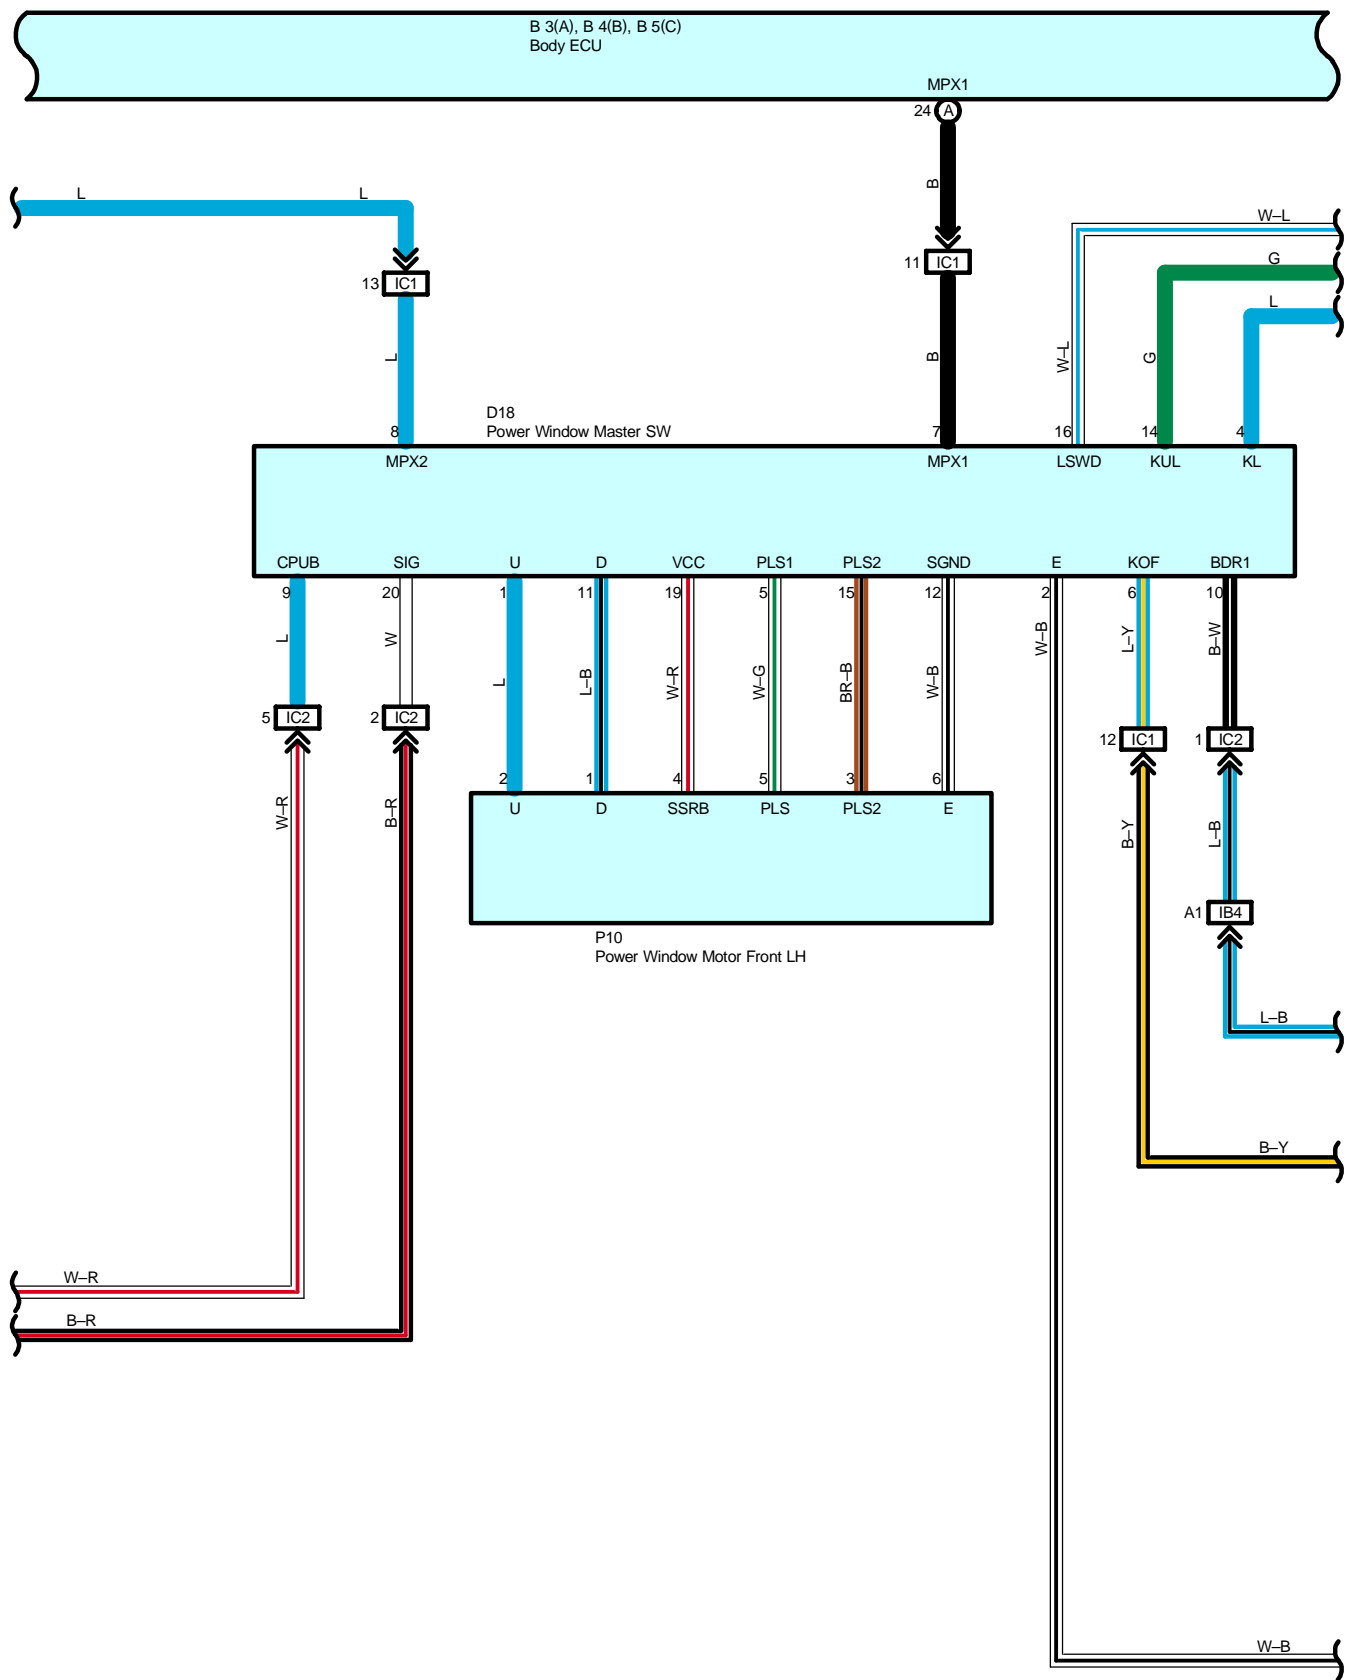 B 3(A), B 4(B), B 5(C)
Body ECU
MPX1
24 A
B
L L
W–L
G
L
13 IC1
11 IC1
L
B
W–L
G
D18
Power Window Master SW
8 7 16 14 4
MPX2 MPX1 LSWD KUL KL
CPUB SIG U D VCC PLS1 PLS2 SGND E KOF BDR1
9 20 1 11 19 5 15 12 2 6 10
L W L L–B W–R W–G BR–B W–B W–B L–Y B–W
5 IC2 2 IC2
12 IC1 1 IC2
2 1 4 5 3 6
U D SSRB PLS PLS2 E
W–R B–R B–Y L–B
A1 IB4
P10
Power Window Motor Front LH
L–B
B–Y
W–R
B–R
W–B